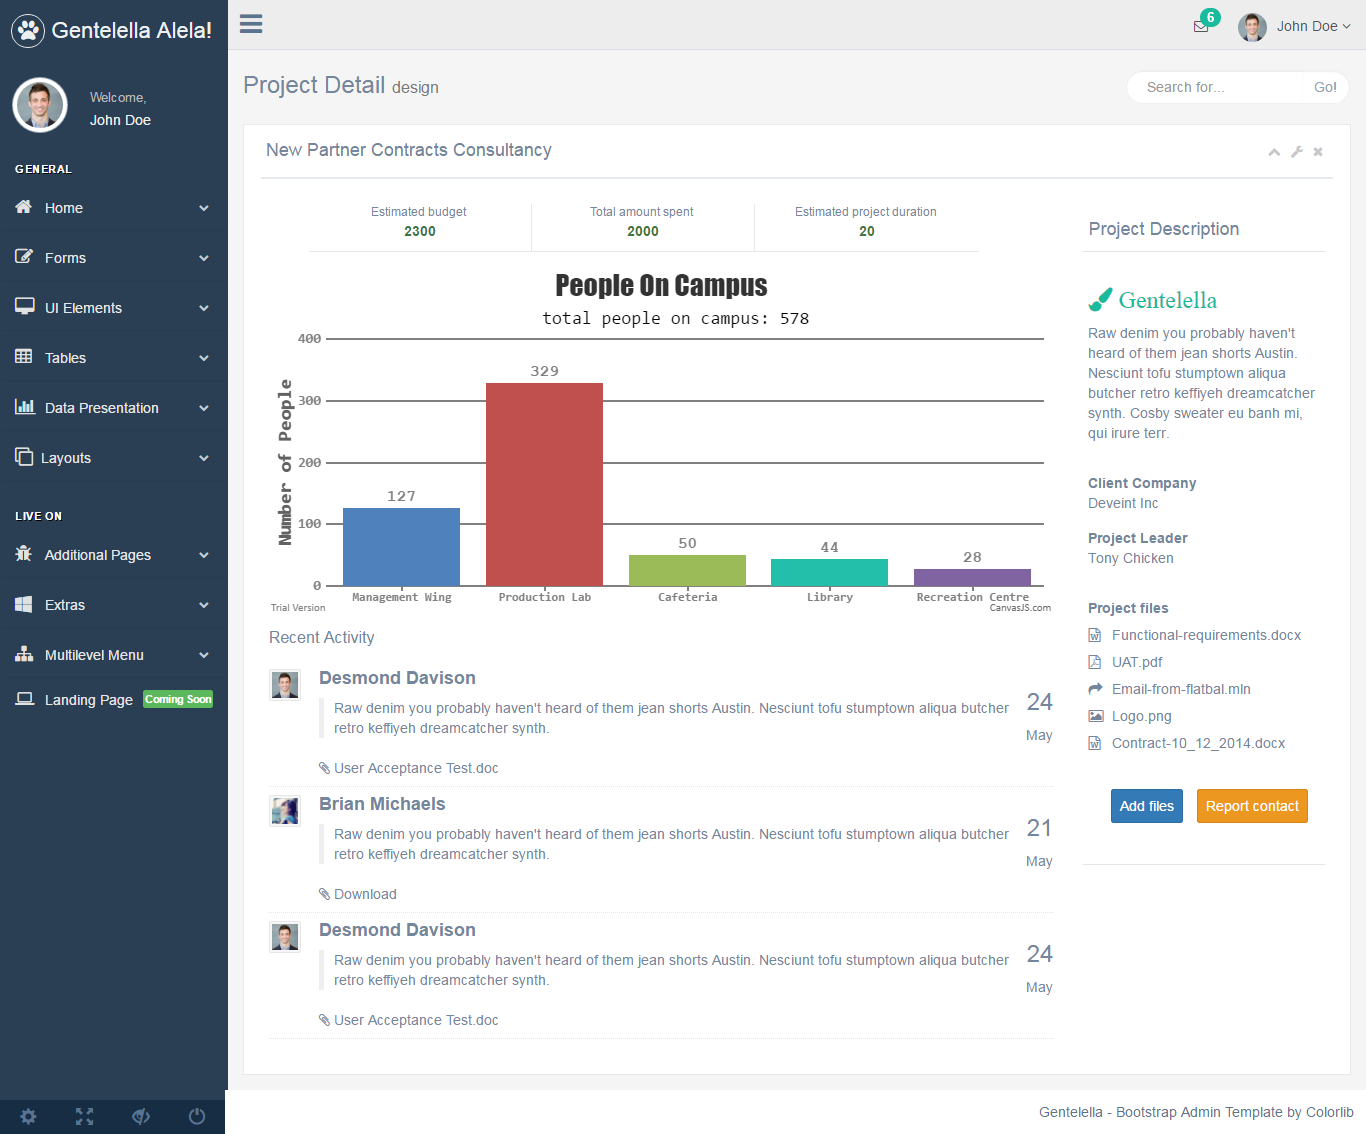 Gentelella Alela!
Welcome,
John Doe
GENERAL
Home
Forms
UI Elements
Tables
Data Presentation
Layouts
LIVE ON
Additional Pages
Extras
Multilevel Menu
Landing Page Coming Soon
6
John Doe
Project Detail design
Search for... Go!
New Partner Contracts Consultancy
Estimated budget
2300
Total amount spent
2000
Estimated project duration
20
People On Campus
total people on campus: 578
Number of People
400
300
200
100
0
127
329
50
44
28
Management Wing
Production Lab
Cafeteria
Library
Recreation Centre
Trial Version
CanvasJS.com
Recent Activity
Desmond Davison
Raw denim you probably haven't heard of them jean shorts Austin. Nesciunt tofu stumptown aliqua butcher
retro keffiyeh dreamcatcher synth.
24
May
User Acceptance Test.doc
Brian Michaels
Raw denim you probably haven't heard of them jean shorts Austin. Nesciunt tofu stumptown aliqua butcher
retro keffiyeh dreamcatcher synth.
21
May
Download
Desmond Davison
Raw denim you probably haven't heard of them jean shorts Austin. Nesciunt tofu stumptown aliqua butcher
retro keffiyeh dreamcatcher synth.
24
May
User Acceptance Test.doc
Project Description
Gentelella
Raw denim you probably haven't
heard of them jean shorts Austin.
Nesciunt tofu stumptown aliqua
butcher retro keffiyeh dreamcatcher
synth. Cosby sweater eu banh mi,
qui irure terr.
Client Company
Deveint Inc
Project Leader
Tony Chicken
Project files
Functional-requirements.docx
UAT.pdf
Email-from-flatbal.mln
Logo.png
Contract-10_12_2014.docx
Add files
Report contact
Gentelella - Bootstrap Admin Template by Colorlib